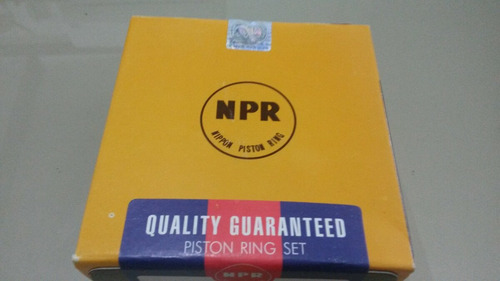 NPR
NIPPON PISTON RING
QUALITY GUARANTEED
PISTON RING SET
NPR